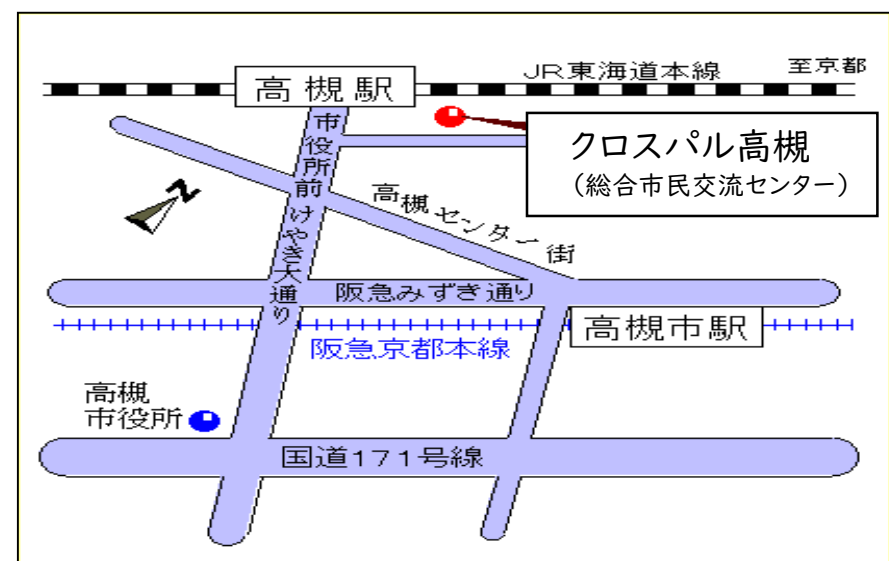 JR東海道本線
至京都
高槻駅
クロスパル高槻
（総合市民交流センター）
市役所前けやき大通り
N
高槻センター街
阪急みずき通り
高槻市駅
阪急京都本線
高槻
市役所
国道171号線